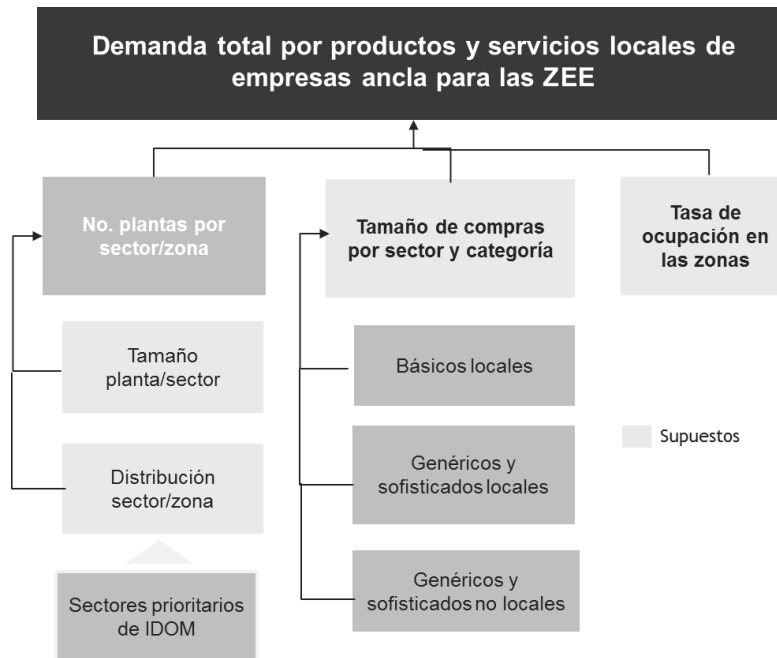 Demanda total por productos y servicios locales de
empresas ancla para las ZEE
No. plantas por
sector/zona
Tamaño de compras
por sector y categoría
Tasa de
ocupación en
las zonas
Tamaño
planta/sector
Básicos locales
Supuestos
Distribución
sector/zona
Genéricos y
sofisticados locales
Sectores prioritarios
de IDOM
Genéricos y
sofisticados no locales